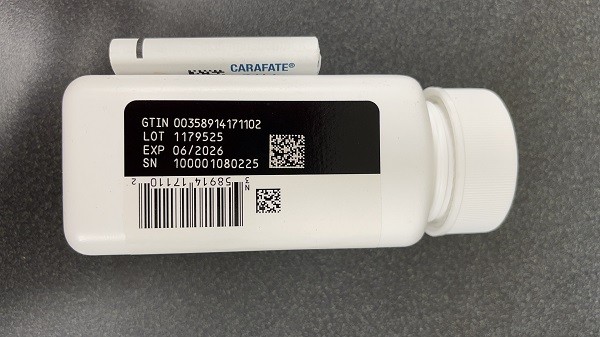 CARAFATE®
GTIN 00358914171102
LOT 1179525
EXP 06/2026
SN 100001080225
N 3 58914 17110 2